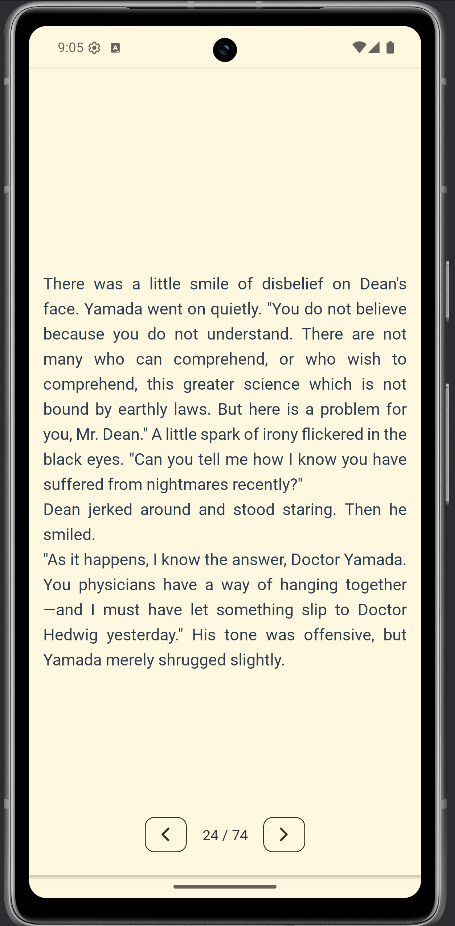 9:05
There was a little smile of disbelief on Dean's
face. Yamada went on quietly. "You do not believe
because you do not understand. There are not
many who can comprehend, or who wish to
comprehend, this greater science which is not
bound by earthly laws. But here is a problem for
you, Mr. Dean." A little spark of irony flickered in the
black eyes. "Can you tell me how I know you have
suffered from nightmares recently?"
Dean jerked around and stood staring. Then he
smiled.
"As it happens, I know the answer, Doctor Yamada.
You physicians have a way of hanging together
—and I must have let something slip to Doctor
Hedwig yesterday." His tone was offensive, but
Yamada merely shrugged slightly.
24 / 74